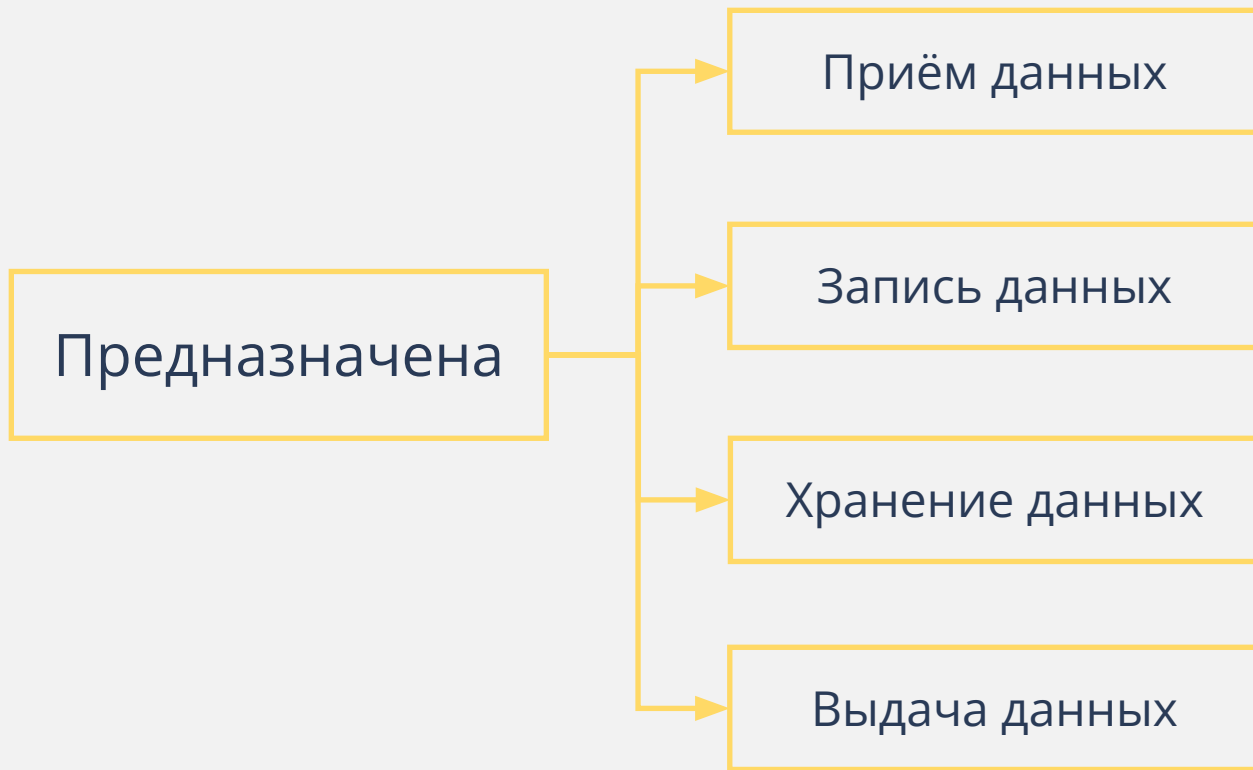 Предназначена
Приём данных
Запись данных
Хранение данных
Выдача данных